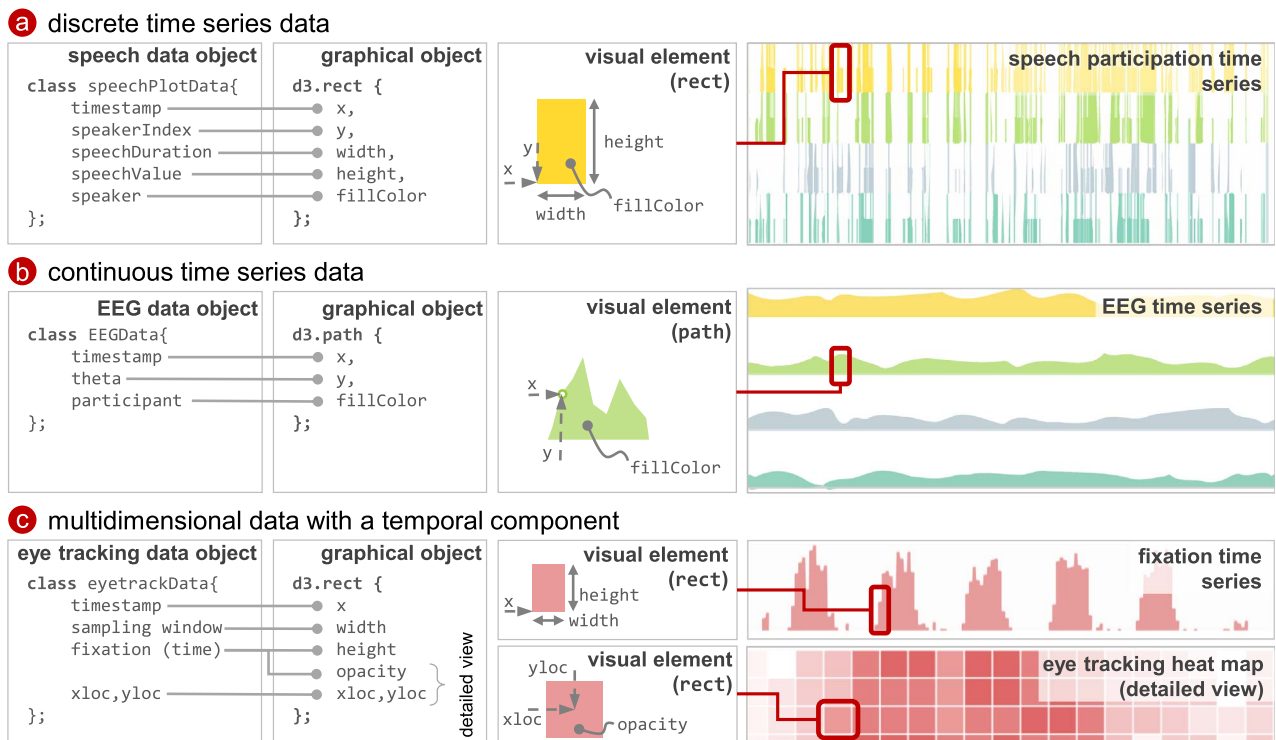 a discrete time series data
speech data object
class speechPlotData{
timestamp
speakerIndex
speechDuration
speechValue
speaker
};
graphical object
d3.rect {
x,
y,
width,
height,
fillColor
};
visual element
(rect)
height
y
x
width
fillColor
speech participation time
series
b continuous time series data
EEG data object
class EEGData{
timestamp
theta
participant
};
graphical object
d3.path {
x,
y,
fillColor
};
visual element
(path)
x
y
fillColor
EEG time series
c multidimensional data with a temporal component
eye tracking data object
class eyetrackData{
timestamp
sampling window
fixation (time)
xloc,yloc
};
graphical object
d3.rect {
x
width
height
opacity
xloc,yloc
};
detailed view
visual element
(rect)
height
x
width
fixation time
series
visual element
(rect)
yloc
xloc
opacity
eye tracking heat map
(detailed view)